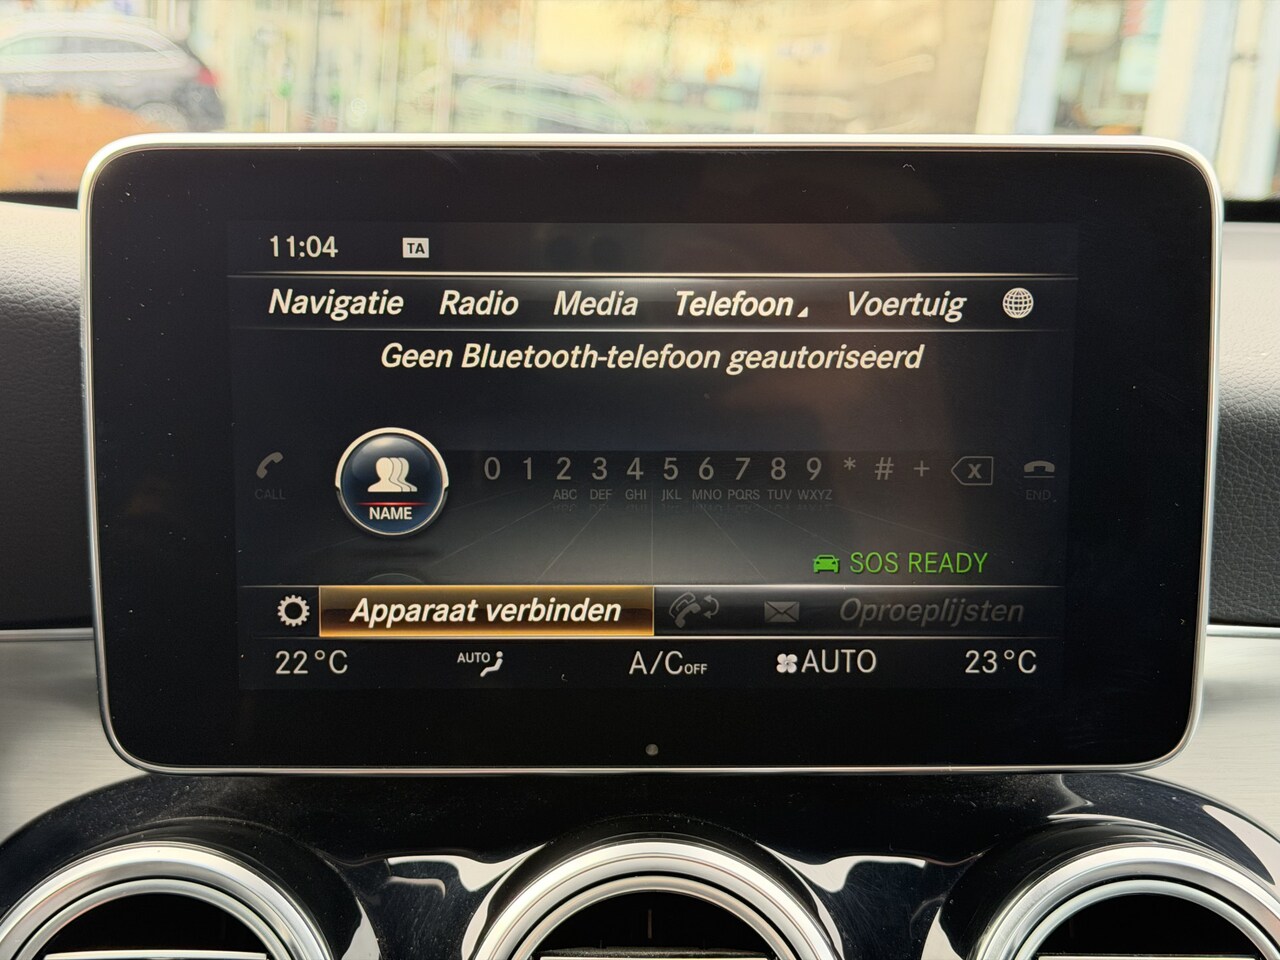 11:04 TA
Navigatie Radio Media Telefoon Voertuig
Geen Bluetooth-telefoon geautoriseerd
0 1 2 3 4 5 6 7 8 9 * # + x
CALL ABC DEF GHI JKL MNO PQRS TUV WXYZ END
NAME
SOS READY
Apparaat verbinden Oproeplijsten
22°C AUTO A/C OFF AUTO 23°C